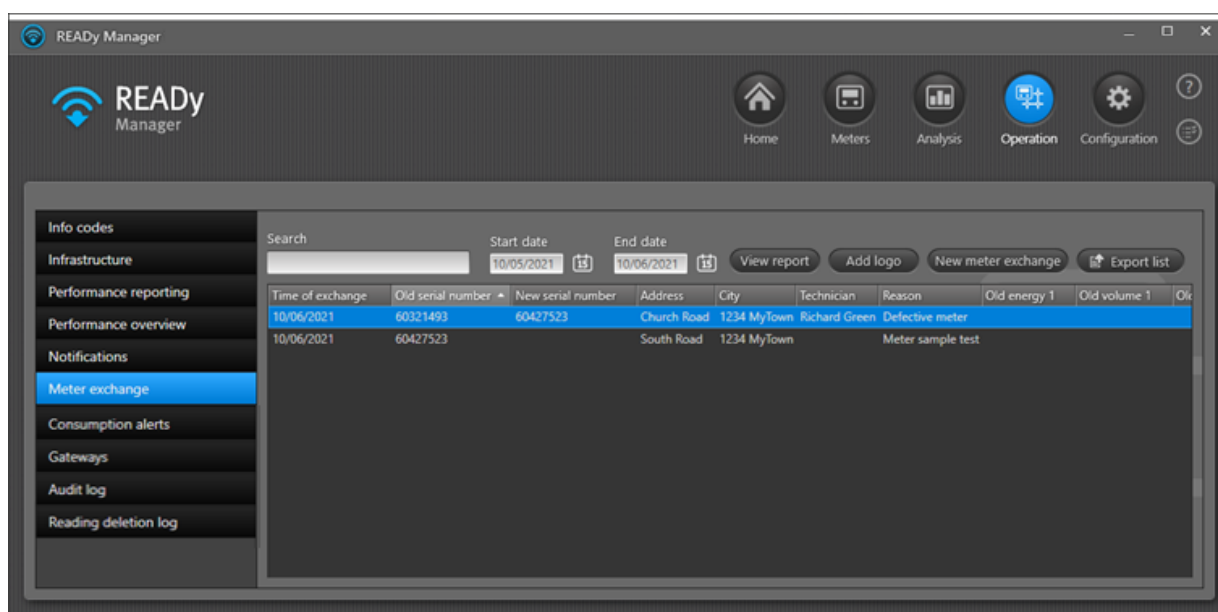 READy Manager
READy
Manager
Home Meters Analysis Operation Configuration
Info codes
Infrastructure
Performance reporting
Performance overview
Notifications
Meter exchange
Consumption alerts
Gateways
Audit log
Reading deletion log
Search Start date End date
10/05/2021 15 10/06/2021 15 View report Add logo New meter exchange Export list
Time of exchange Old serial number New serial number Address City Technician Reason Old energy 1 Old volume 1 Old
10/06/2021 60321493 60427523 Church Road 1234 MyTown Richard Green Defective meter
10/06/2021 60427523 South Road 1234 MyTown Meter sample test